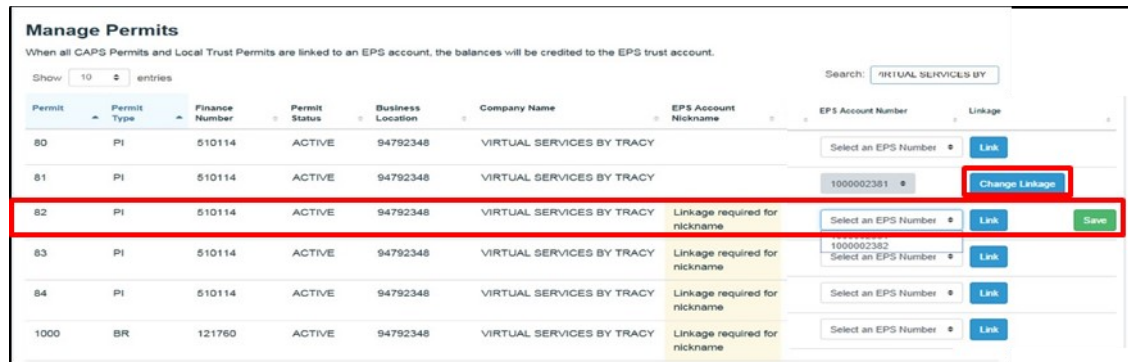 Manage Permits
When all CAPS Permits and Local Trust Permits are linked to an EPS account, the balances will be credited to the EPS trust account.
Show 10 entries Search: VIRTUAL SERVICES BY
Permit Permit Type Finance Number Permit Status Business Location Company Name EPS Account Nickname EPS Account Number Linkage
80 PI 510114 ACTIVE 94792348 VIRTUAL SERVICES BY TRACY Select an EPS Number Link
81 PI 510114 ACTIVE 94792348 VIRTUAL SERVICES BY TRACY 1000002381 Change Linkage
82 PI 510114 ACTIVE 94792348 VIRTUAL SERVICES BY TRACY Linkage required for nickname Select an EPS Number Link Save
1000002382
83 PI 510114 ACTIVE 94792348 VIRTUAL SERVICES BY TRACY Linkage required for nickname Select an EPS Number Link
84 PI 510114 ACTIVE 94792348 VIRTUAL SERVICES BY TRACY Linkage required for nickname Select an EPS Number Link
1000 BR 121760 ACTIVE 94792348 VIRTUAL SERVICES BY TRACY Linkage required for nickname Select an EPS Number Link